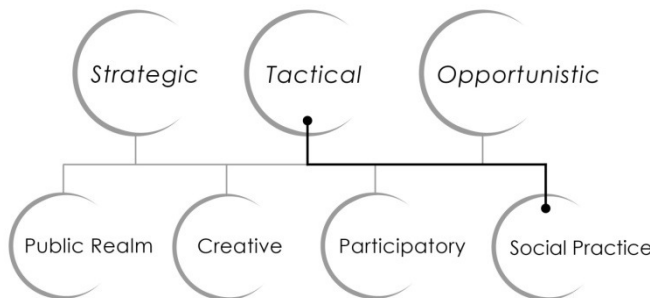 Strategic
Tactical
Opportunistic
Public Realm
Creative
Participatory
Social Practice